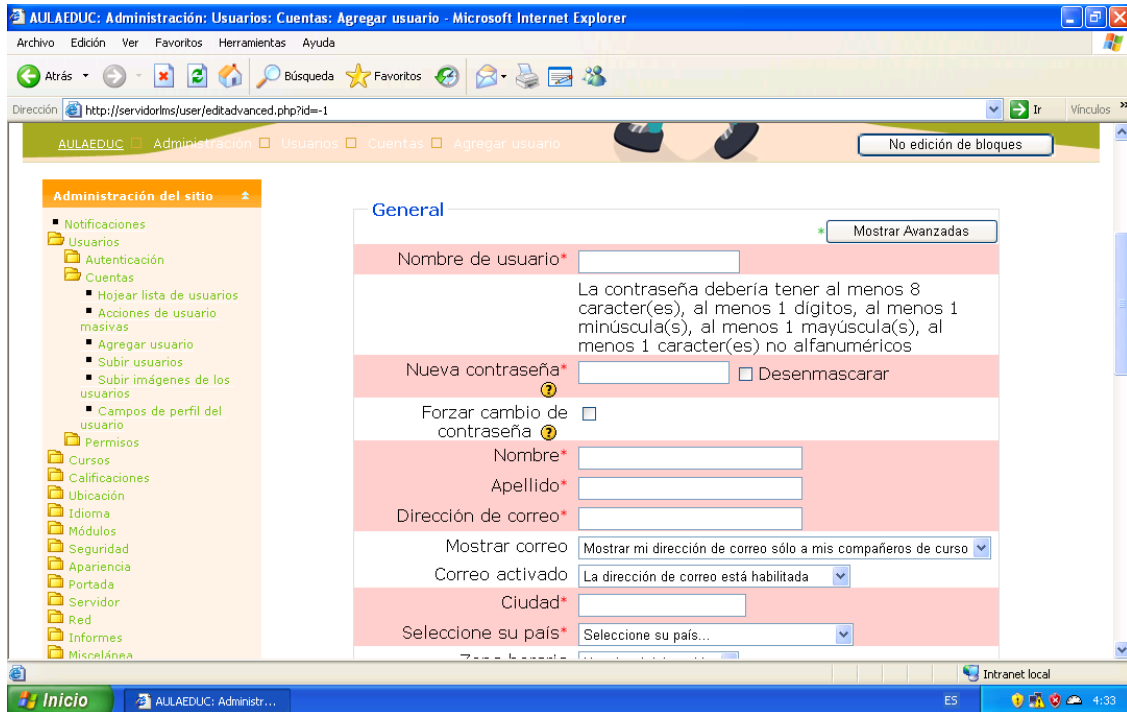 AULAEDUC: Administración: Usuarios: Cuentas: Agregar usuario - Microsoft Internet Explorer
Archivo Edición Ver Favoritos Herramientas Ayuda
Atrás Búsqueda Favoritos
Dirección http://servidorlms/user/editadvanced.php?id=-1 Ir Vínculos »
AULAEDUC Administración Usuarios Cuentas Agregar usuario No edición de bloques
Administración del sitio
Notificaciones
Usuarios
Autenticación
Cuentas
Hojear lista de usuarios
Acciones de usuario
masivas
Agregar usuario
Subir usuarios
Subir imágenes de los
usuarios
Campos de perfil del
usuario
Permisos
Cursos
Calificaciones
Ubicación
Idioma
Módulos
Seguridad
Apariencia
Portada
Servidor
Red
Informes
Miscelánea
General
* Mostrar Avanzadas
Nombre de usuario*
La contraseña debería tener al menos 8
caracter(es), al menos 1 dígitos, al menos 1
minúscula(s), al menos 1 mayúscula(s), al
menos 1 caracter(es) no alfanuméricos
Nueva contraseña* Desenmascarar
?
Forzar cambio de
contraseña ?
Nombre*
Apellido*
Dirección de correo*
Mostrar correo Mostrar mi dirección de correo sólo a mis compañeros de curso
Correo activado La dirección de correo está habilitada
Ciudad*
Seleccione su país* Seleccione su país...
Zona horaria
Intranet local
Inicio AULAEDUC: Administr... ES 4:33